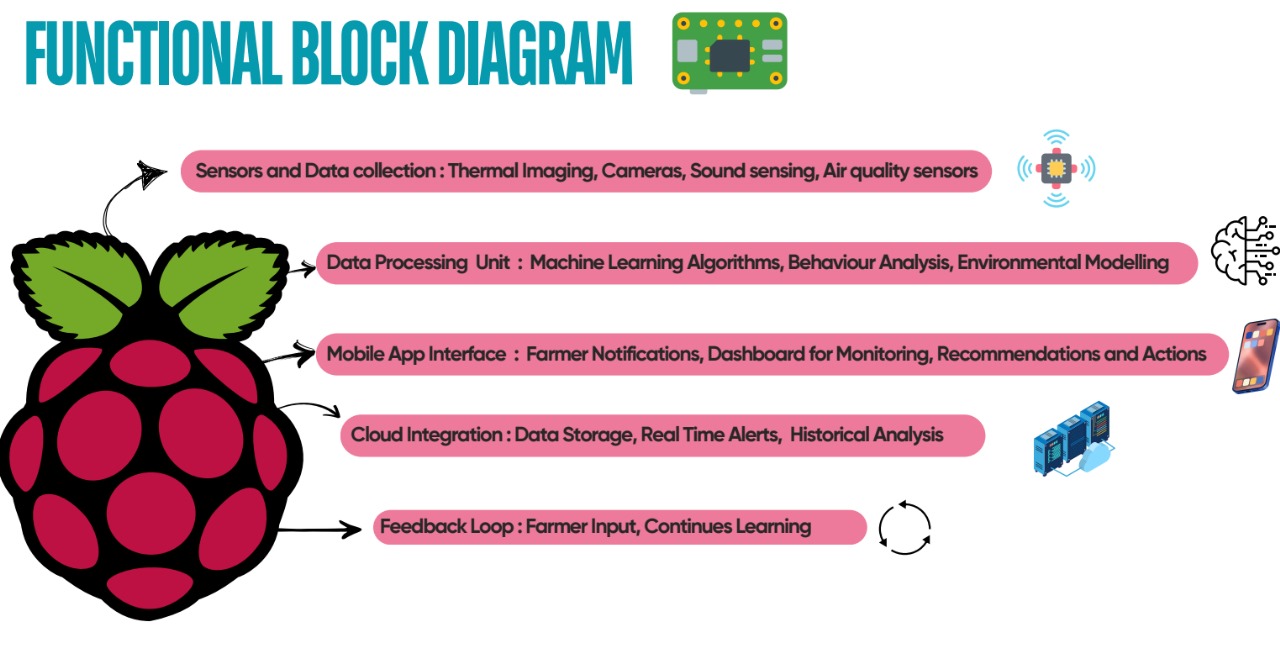 FUNCTIONAL BLOCK DIAGRAM
Sensors and Data collection : Thermal Imaging, Cameras, Sound sensing, Air quality sensors
Data Processing Unit : Machine Learning Algorithms, Behaviour Analysis, Environmental Modelling
Mobile App Interface : Farmer Notifications, Dashboard for Monitoring, Recommendations and Actions
Cloud Integration : Data Storage, Real Time Alerts, Historical Analysis
Feedback Loop : Farmer Input, Continues Learning